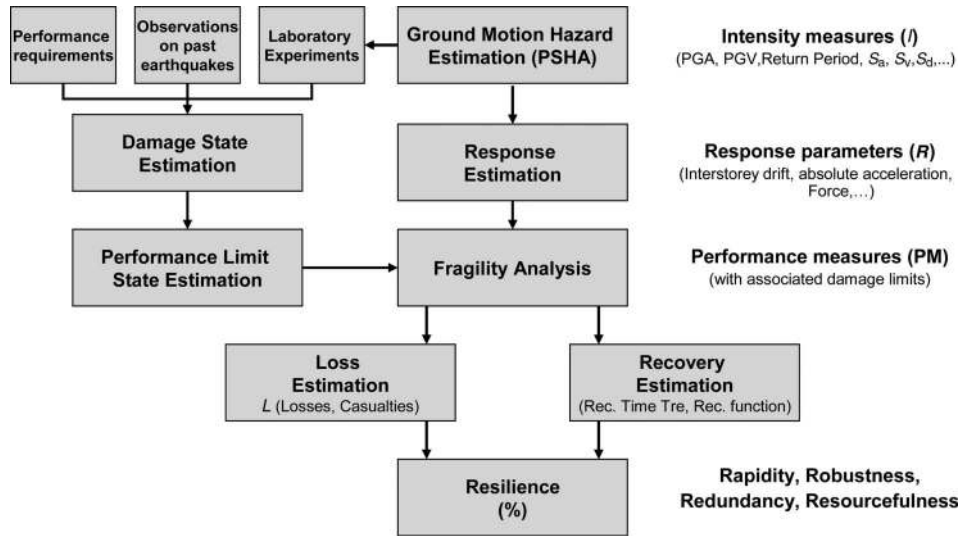 Performance
requirements
Observations
on past
earthquakes
Laboratory
Experiments
Ground Motion Hazard
Estimation (PSHA)
Intensity measures (I)
(PGA, PGV,Return Period, Sa, Sv,Sd,...)
Damage State
Estimation
Response
Estimation
Response parameters (R)
(Interstorey drift, absolute acceleration,
Force,...)
Performance Limit
State Estimation
Fragility Analysis
Performance measures (PM)
(with associated damage limits)
Loss
Estimation
L (Losses, Casualties)
Recovery
Estimation
(Rec. Time Tre, Rec. function)
Resilience
(%)
Rapidity, Robustness,
Redundancy, Resourcefulness